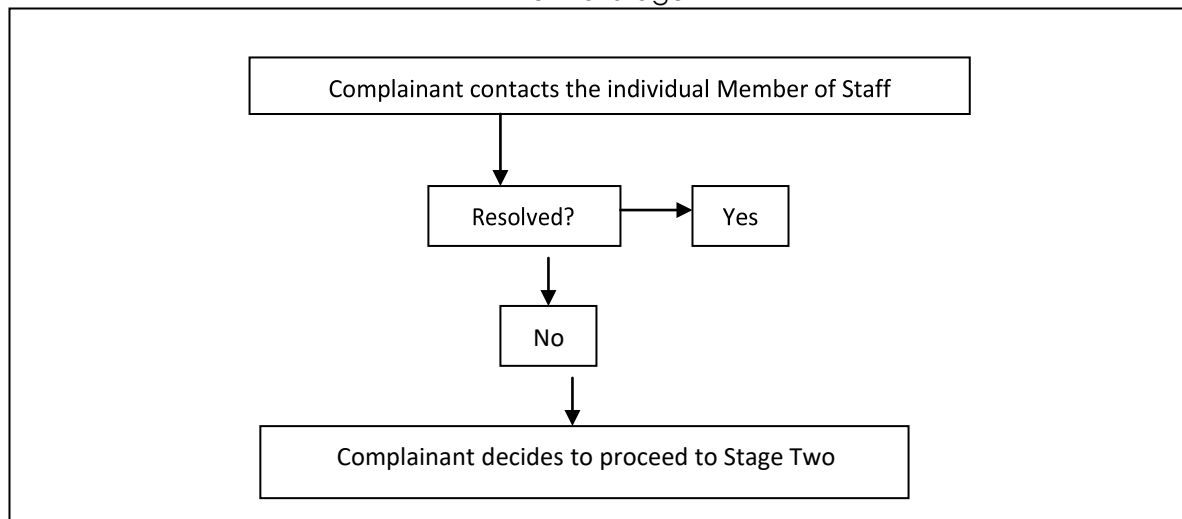 Complainant contacts the individual Member of Staff
Resolved?
Yes
No
Complainant decides to proceed to Stage Two